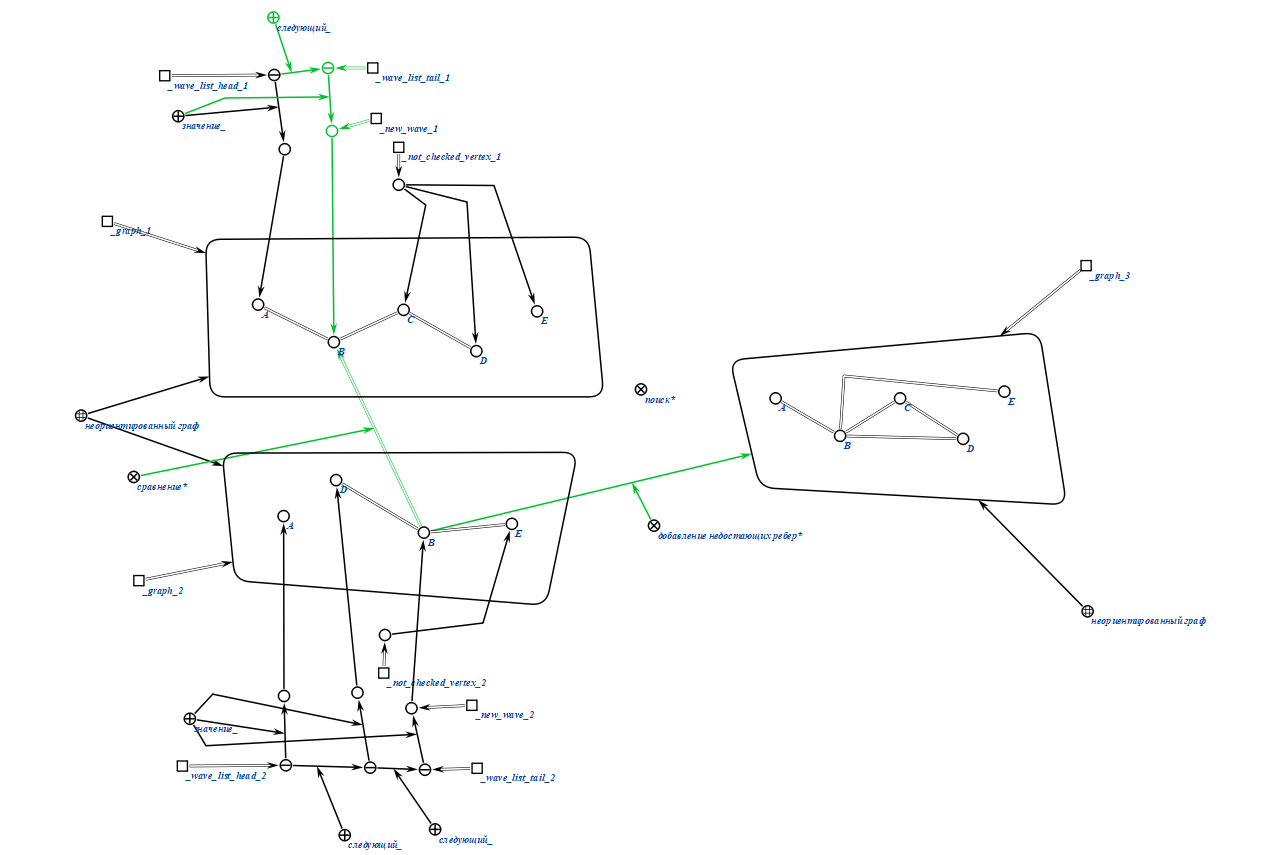 следующий_
_wave_list_head_1
_wave_list_tail_1
значение_
_new_wave_1
_not_checked_vertex_1
_graph_1
_graph_3
A
C
E
B
D
поиск*
A
C
E
B
D
неориентированный граф
сравнение*
D
A
B
E
добавление недостающих ребер*
_graph_2
неориентированный граф
_not_checked_vertex_2
_new_wave_2
значение_
_wave_list_head_2
_wave_list_tail_2
следующий_
следующий_